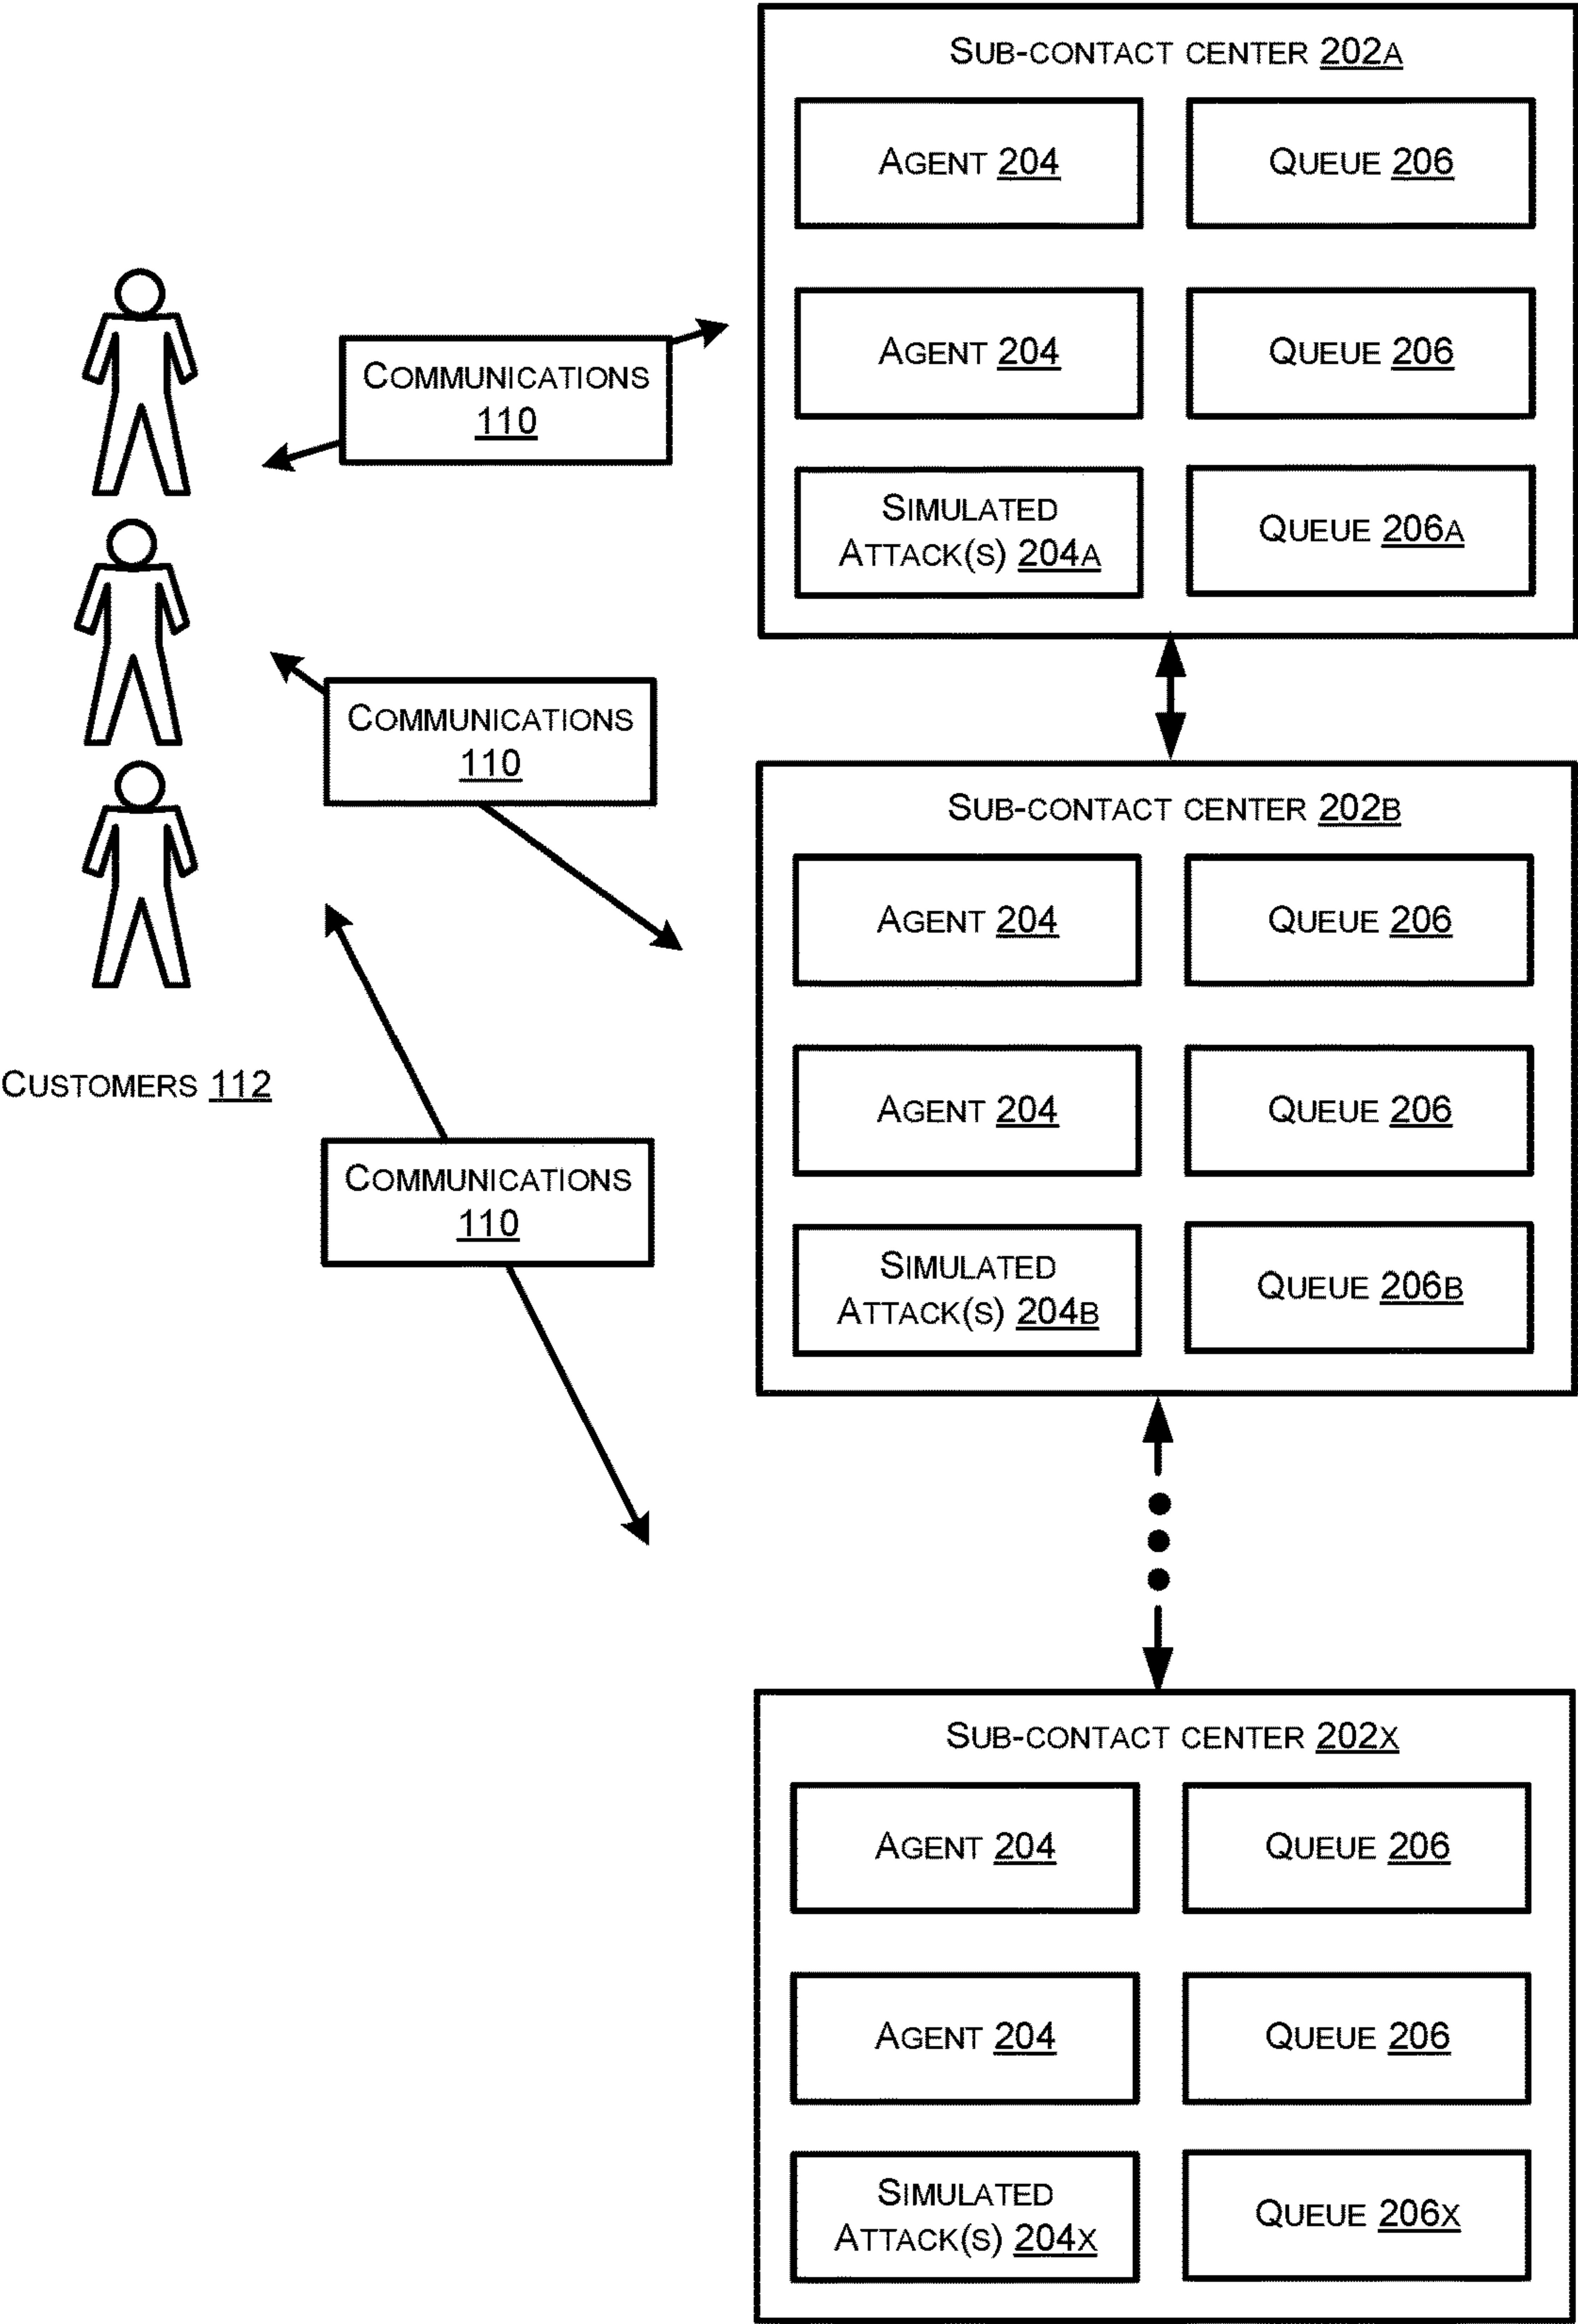 SUB-CONTACT CENTER 202A
AGENT 204
QUEUE 206
AGENT 204
QUEUE 206
SIMULATED
ATTACK(S) 204A
QUEUE 206A
COMMUNICATIONS
110
COMMUNICATIONS
110
CUSTOMERS 112
COMMUNICATIONS
110
SUB-CONTACT CENTER 202B
AGENT 204
QUEUE 206
AGENT 204
QUEUE 206
SIMULATED
ATTACK(S) 204B
QUEUE 206B
SUB-CONTACT CENTER 202X
AGENT 204
QUEUE 206
AGENT 204
QUEUE 206
SIMULATED
ATTACK(S) 204X
QUEUE 206X